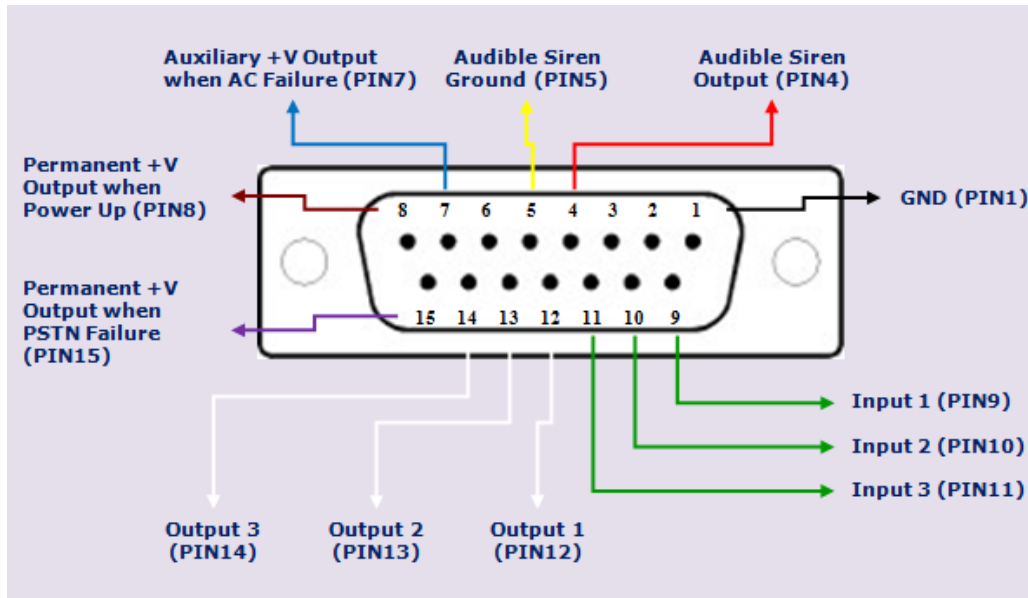 Auxiliary +V Output
when AC Failure (PIN7)
Audible Siren
Ground (PIN5)
Audible Siren
Output (PIN4)
Permanent +V
Output when
Power Up (PIN8)
GND (PIN1)
8 7 6 5 4 3 2 1
Permanent +V
Output when
PSTN Failure
(PIN15)
15 14 13 12 11 10 9
Input 1 (PIN9)
Input 2 (PIN10)
Input 3 (PIN11)
Output 3
(PIN14)
Output 2
(PIN13)
Output 1
(PIN12)